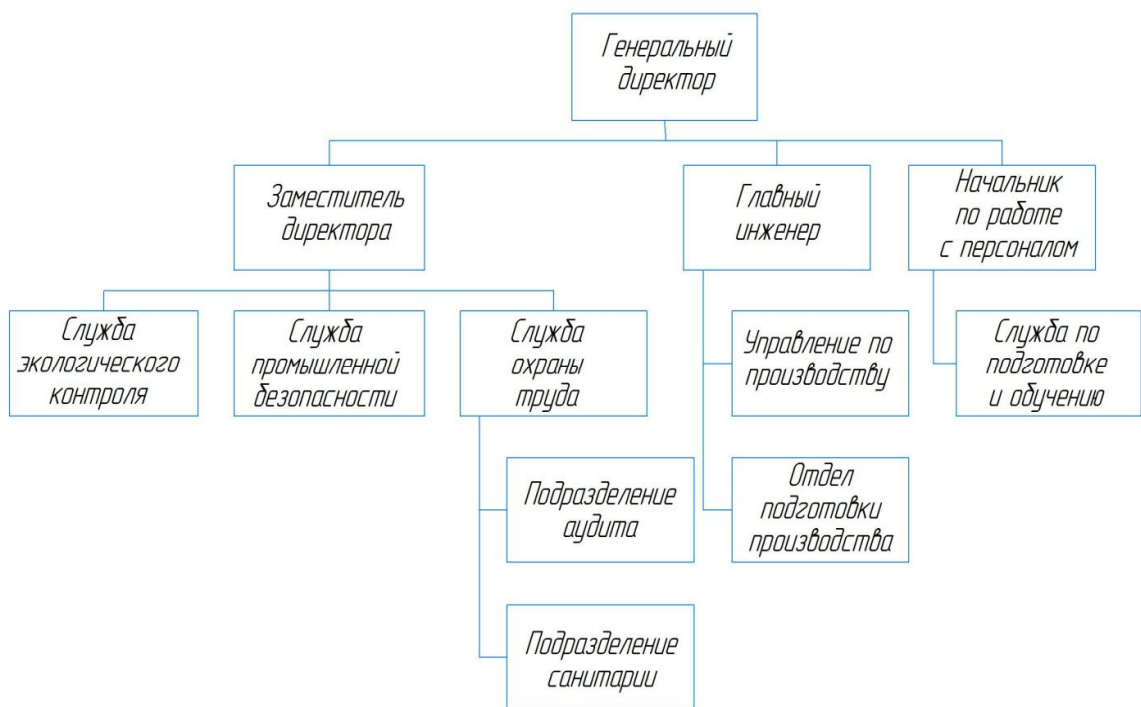 Генеральный
директор
Заместитель
директора
Главный
инженер
Начальник
по работе
с персоналом
Служба
экологического
контроля
Служба
промышленной
безопасности
Служба
охраны
труда
Управление по
производству
Служба по
подготовке
и обучению
Подразделение
аудита
Отдел
подготовки
производства
Подразделение
санитарии